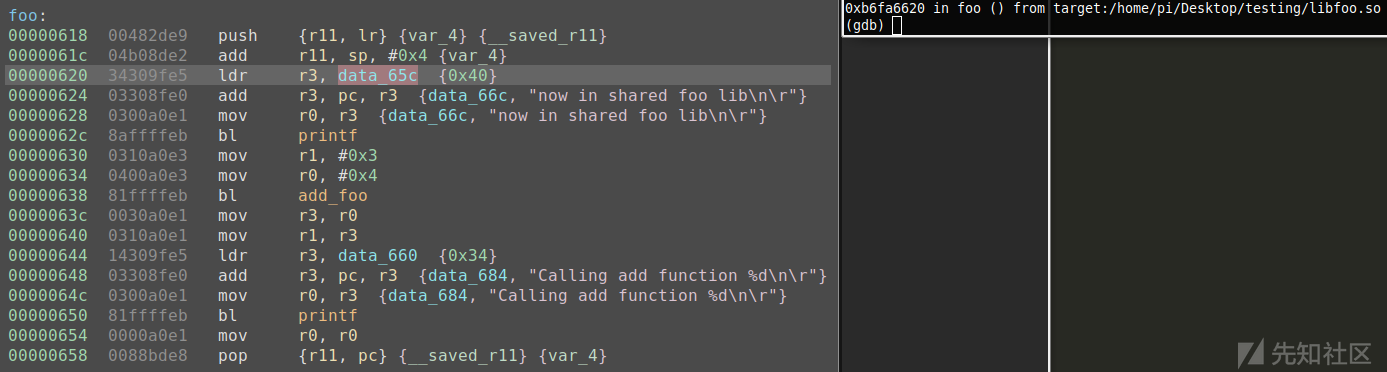 foo:
00000618  00482de9  push  {r11, lr} {var_4} {__saved_r11}
0000061c  04b08de2  add  r11, sp, #0x4 {var_4}
00000620  34309fe5  ldr  r3, data_65c  {0x40}
00000624  03308fe0  add  r3, pc, r3  {data_66c, "now in shared foo lib\n\r"}
00000628  0300a0e1  mov  r0, r3  {data_66c, "now in shared foo lib\n\r"}
0000062c  8affffeb  bl  printf
00000630  0310a0e3  mov  r1, #0x3
00000634  0400a0e3  mov  r0, #0x4
00000638  81ffffeb  bl  add_foo
0000063c  0030a0e1  mov  r3, r0
00000640  0310a0e1  mov  r1, r3
00000644  14309fe5  ldr  r3, data_660  {0x34}
00000648  03308fe0  add  r3, pc, r3  {data_684, "Calling add function %d\n\r"}
0000064c  0300a0e1  mov  r0, r3  {data_684, "Calling add function %d\n\r"}
00000650  81ffffeb  bl  printf
00000654  0000a0e1  mov  r0, r0
00000658  0088bde8  pop  {r11, pc} {__saved_r11} {var_4}
0xb6fa6620 in foo () from target:/home/pi/Desktop/testing/libfoo.so
(gdb)
先知社区